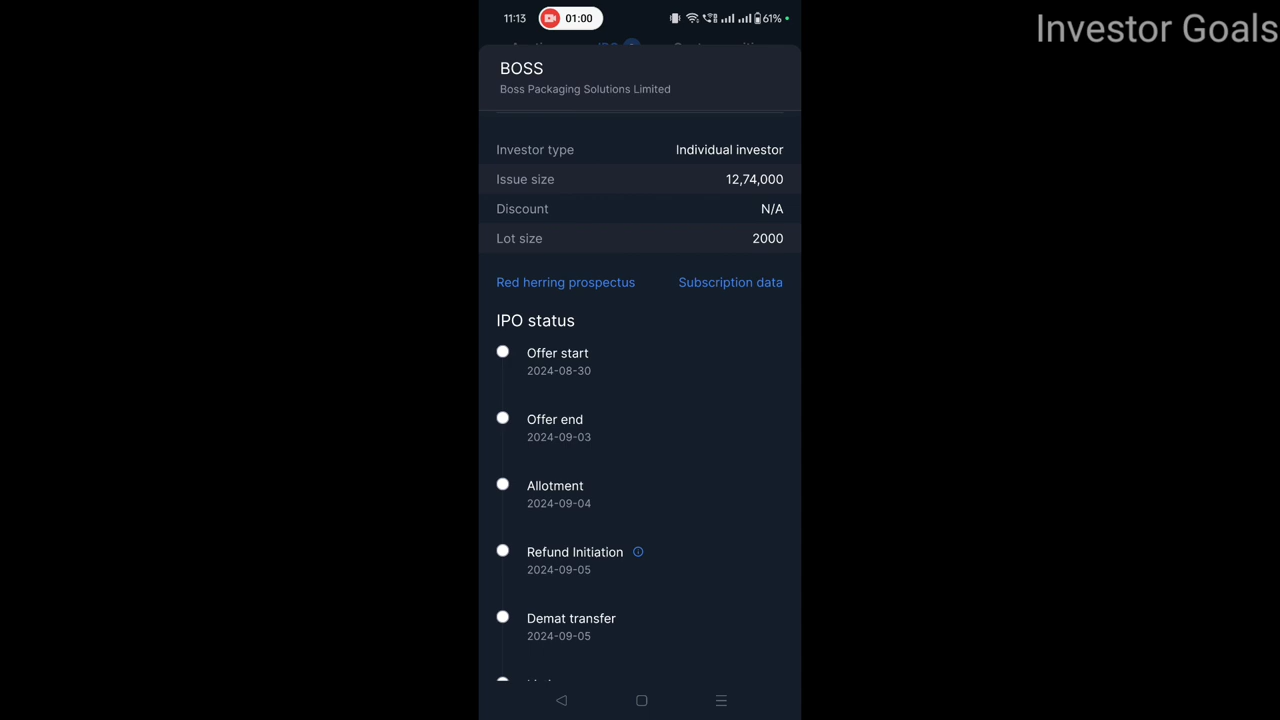 Investor Goals
11:13
01:00
61%
BOSS
Boss Packaging Solutions Limited
Investor type Individual investor
Issue size 12,74,000
Discount N/A
Lot size 2000
Red herring prospectus Subscription data
IPO status
Offer start
2024-08-30
Offer end
2024-09-03
Allotment
2024-09-04
Refund Initiation
2024-09-05
Demat transfer
2024-09-05